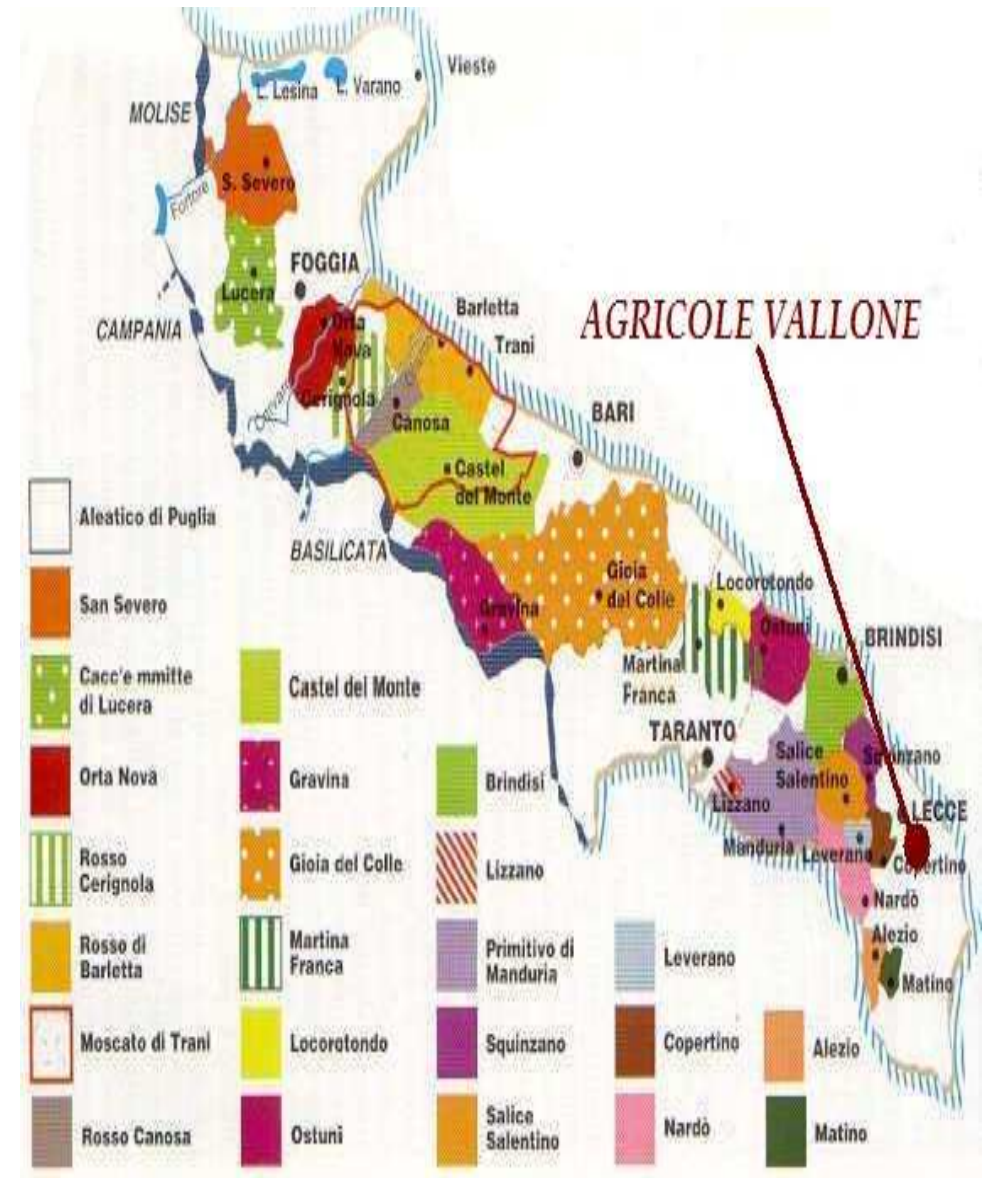 Vieste
L. Lesina
L. Varano
MOLISE
S. Severo
Fortore
FOGGIA
Lucera
Barletta
AGRICOLE VALLONE
CAMPANIA
Orta
Nova
Trani
Cerignola
Canosa
BARI
Castel
del Monte
BASILICATA
Gioia
del Colle
Locorotondo
Gravina
Ostuni
BRINDISI
Martina
Franca
TARANTO
Salice
Salentino
Squinzano
Lizzano
LECCE
Manduria
Leverano
Copertino
Nardò
Alezio
Matino
Aleatico di Puglia
San Severo
Cacc'e mmitte
di Lucera
Orta Nova
Rosso
Cerignola
Rosso di
Barletta
Moscato di Trani
Rosso Canosa
Castel del Monte
Gravina
Gioia del Colle
Martina
Franca
Locorotondo
Ostuni
Brindisi
Lizzano
Primitivo di
Manduria
Squinzano
Salice
Salentino
Leverano
Copertino
Nardò
Alezio
Matino